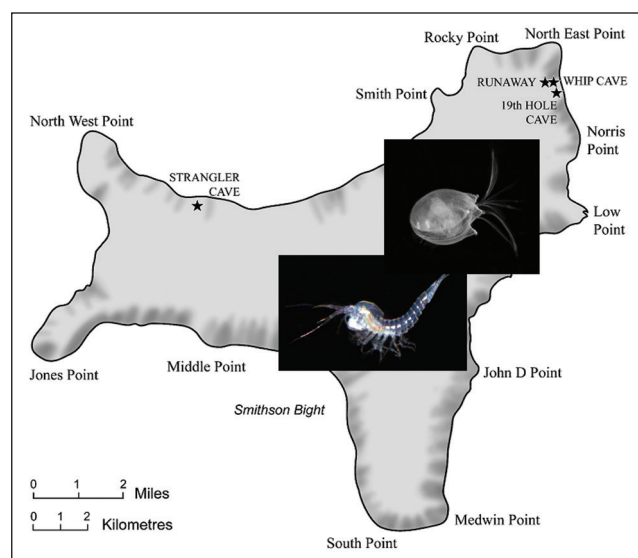 North East Point
Rocky Point
RUNAWAY
WHIP CAVE
Smith Point
19th HOLE
CAVE
North West Point
Norris
Point
STRANGLER
CAVE
Low
Point
Jones Point
Middle Point
John D Point
Smithson Bight
0 1 2 Miles
0 1 2 Kilometres
Medwin Point
South Point